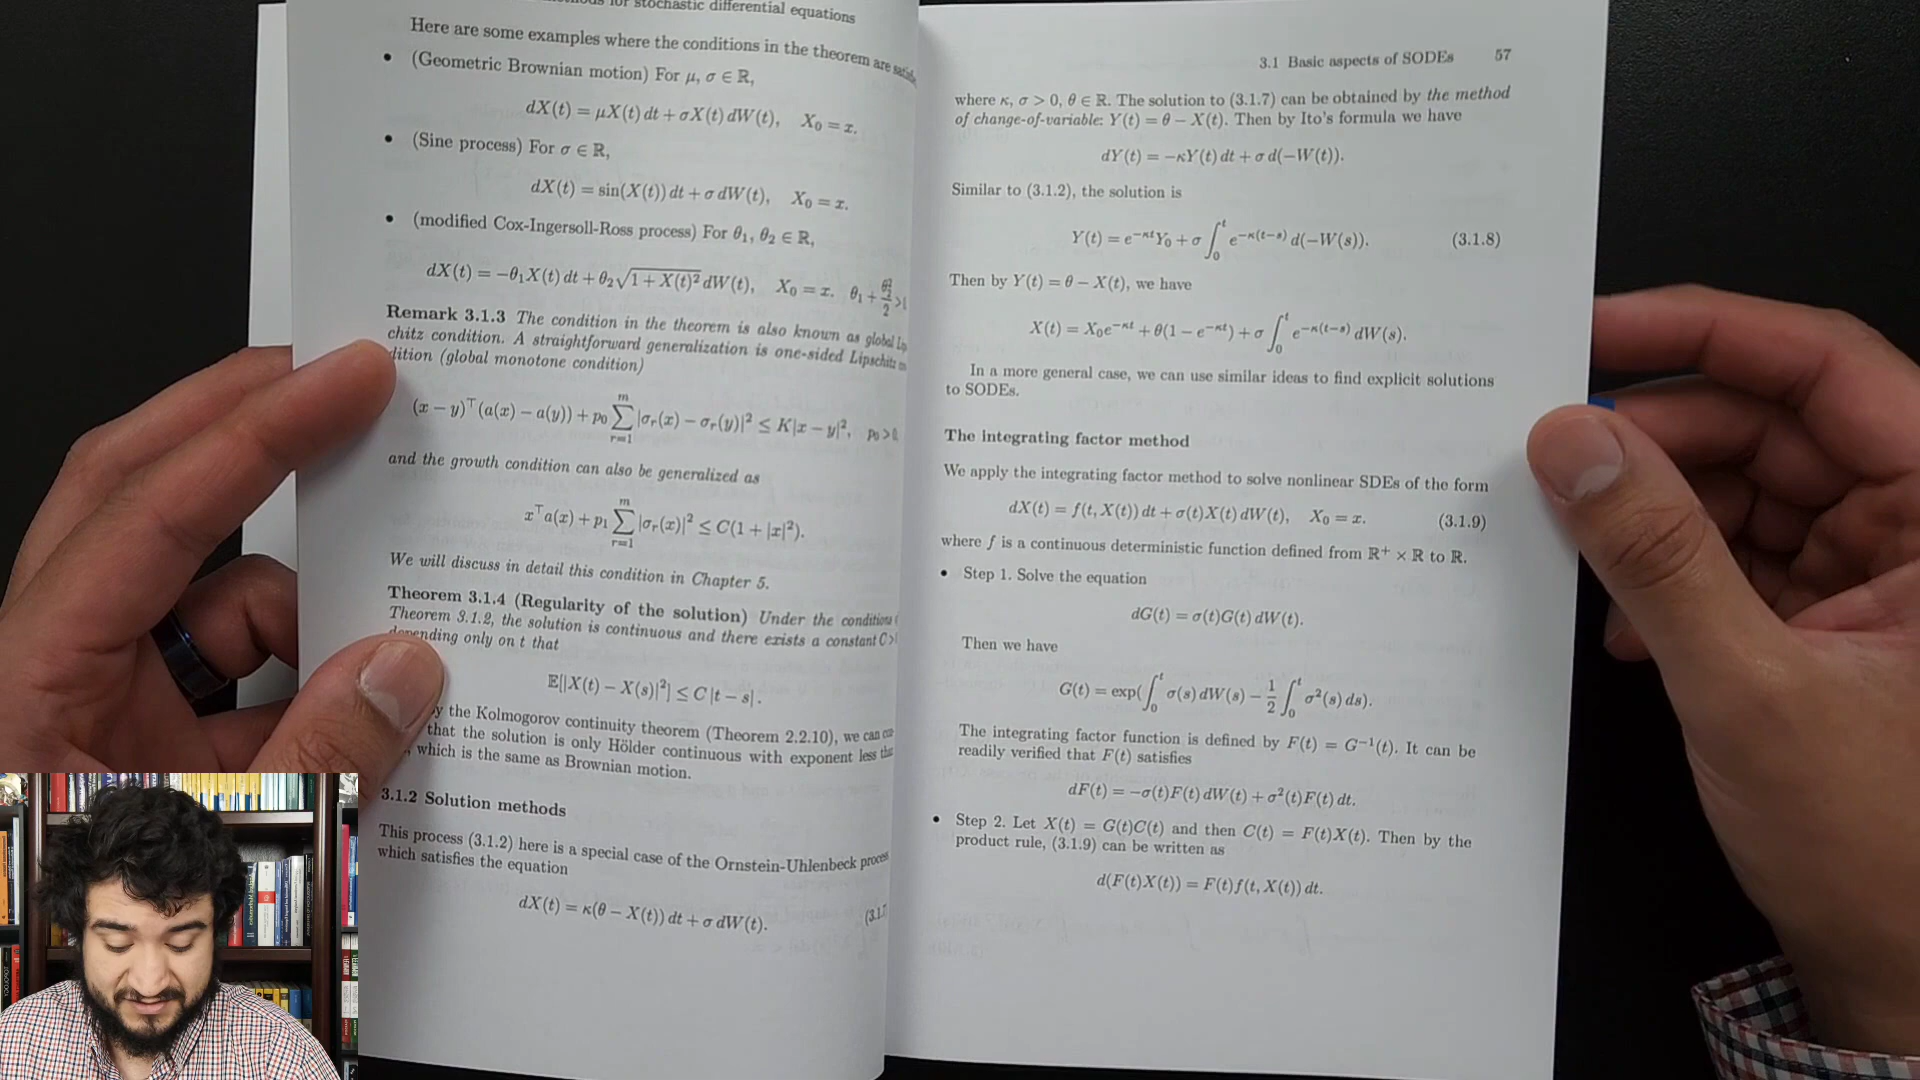 for stochastic differential equations
Here are some examples where the conditions in the theorem are
• (Geometric Brownian motion) For μ, σ ∈ ℝ,
dX(t) = μX(t) dt + σX(t) dW(t), X₀ = x.
• (Sine process) For σ ∈ ℝ,
dX(t) = sin(X(t)) dt + σ dW(t), X₀ = x.
• (modified Cox-Ingersoll-Ross process) For θ₁, θ₂ ∈ ℝ,
dX(t) = −θ₁X(t) dt + θ₂√(1 + X(t)²) dW(t), X₀ = x. θ₁ + θ₂²/2 >
Remark 3.1.3 The condition in the theorem is also known as global Lip
chitz condition. A straightforward generalization is one-sided Lipschitz
dition (global monotone condition)
(x − y)⊤(a(x) − a(y)) + p₀ ∑_{r=1}^{m} |σᵣ(x) − σᵣ(y)|² ≤ K|x − y|², p₀ >
and the growth condition can also be generalized as
x⊤a(x) + p₁ ∑_{r=1}^{m} |σᵣ(x)|² ≤ C(1 + |x|²).
We will discuss in detail this condition in Chapter 5.
Theorem 3.1.4 (Regularity of the solution) Under the conditions
Theorem 3.1.2, the solution is continuous and there exists a constant C >
depending only on t that
𝔼[|X(t) − X(s)|²] ≤ C |t − s| .
y the Kolmogorov continuity theorem (Theorem 2.2.10), we can
that the solution is only Hölder continuous with exponent less
, which is the same as Brownian motion.
3.1.2 Solution methods
This process (3.1.2) here is a special case of the Ornstein-Uhlenbeck process
which satisfies the equation
dX(t) = κ(θ − X(t)) dt + σ dW(t). (3.1.7
3.1 Basic aspects of SODEs 57
where κ, σ > 0, θ ∈ ℝ. The solution to (3.1.7) can be obtained by the method
of change-of-variable: Y(t) = θ − X(t). Then by Ito's formula we have
dY(t) = −κY(t) dt + σ d(−W(t)).
Similar to (3.1.2), the solution is
Y(t) = e^{−κt}Y₀ + σ ∫₀ᵗ e^{−κ(t−s)} d(−W(s)). (3.1.8)
Then by Y(t) = θ − X(t), we have
X(t) = X₀e^{−κt} + θ(1 − e^{−κt}) + σ ∫₀ᵗ e^{−κ(t−s)} dW(s).
In a more general case, we can use similar ideas to find explicit solutions
to SODEs.
The integrating factor method
We apply the integrating factor method to solve nonlinear SDEs of the form
dX(t) = f(t, X(t)) dt + σ(t)X(t) dW(t), X₀ = x. (3.1.9)
where f is a continuous deterministic function defined from ℝ⁺ × ℝ to ℝ.
• Step 1. Solve the equation
dG(t) = σ(t)G(t) dW(t).
Then we have
G(t) = exp(∫₀ᵗ σ(s) dW(s) − 1/2 ∫₀ᵗ σ²(s) ds).
The integrating factor function is defined by F(t) = G⁻¹(t). It can be
readily verified that F(t) satisfies
dF(t) = −σ(t)F(t) dW(t) + σ²(t)F(t) dt.
• Step 2. Let X(t) = G(t)C(t) and then C(t) = F(t)X(t). Then by the
product rule, (3.1.9) can be written as
d(F(t)X(t)) = F(t)f(t, X(t)) dt.